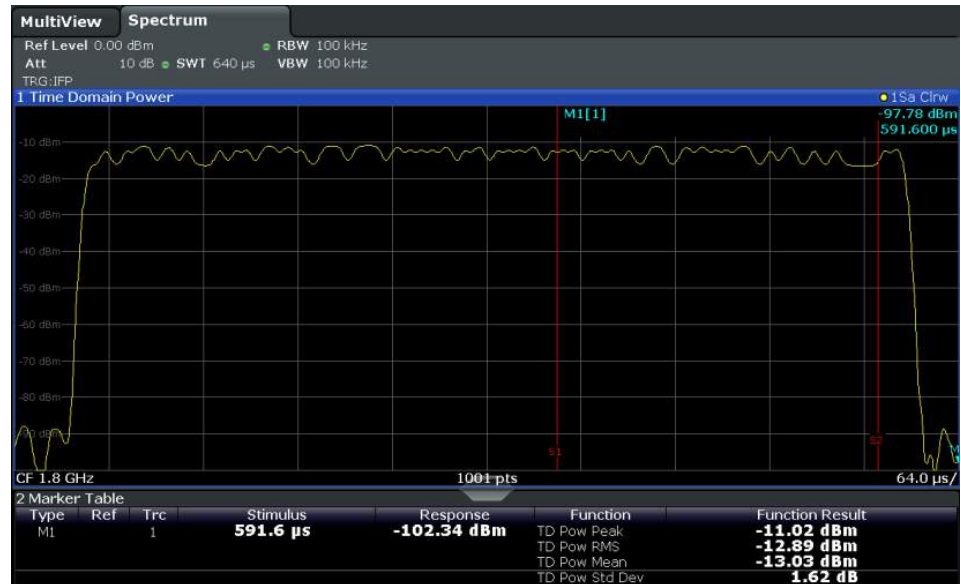 MultiView Spectrum
Ref Level 0.00 dBm RBW 100 kHz
Att 10 dB SWT 640 µs VBW 100 kHz
TRG:IFP
1 Time Domain Power 1Sa Clrw
M1[1] -97.78 dBm
591.600 µs
-10 dBm
-20 dBm
-30 dBm
-40 dBm
-50 dBm
-60 dBm
-70 dBm
-80 dBm
-90 dBm
S1 S2 M
CF 1.8 GHz 1001 pts 64.0 µs/
2 Marker Table
Type Ref Trc Stimulus Response Function Function Result
M1 1 591.6 µs -102.34 dBm TD Pow Peak -11.02 dBm
TD Pow RMS -12.89 dBm
TD Pow Mean -13.03 dBm
TD Pow Std Dev 1.62 dB